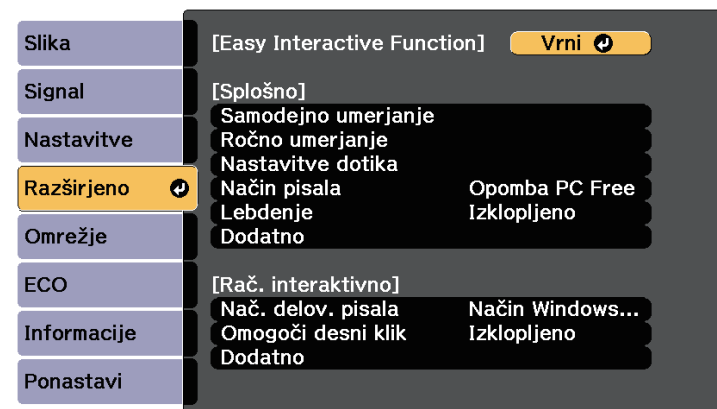 Slika
Signal
Nastavitve
Razširjeno
Omrežje
ECO
Informacije
Ponastavi
[Easy Interactive Function] Vrni
[Splošno]
Samodejno umerjanje
Ročno umerjanje
Nastavitve dotika
Način pisala Opomba PC Free
Lebdenje Izklopljeno
Dodatno
[Rač. interaktivno]
Nač. delov. pisala Način Windows...
Omogoči desni klik Izklopljeno
Dodatno